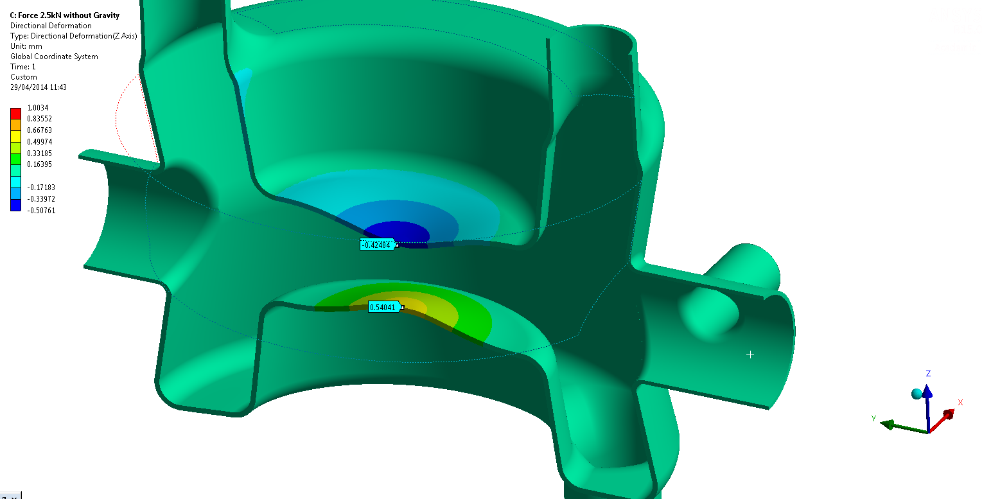 C: Force 2.5kN without Gravity
Directional Deformation
Type: Directional Deformation(Z Axis)
Unit: mm
Global Coordinate System
Time: 1
Custom
29/04/2014 11:43
1.0034
0.83552
0.66763
0.49974
0.33185
0.16395
-0.17183
-0.33972
-0.50761
-0.42484
0.54041
Z
X
Y